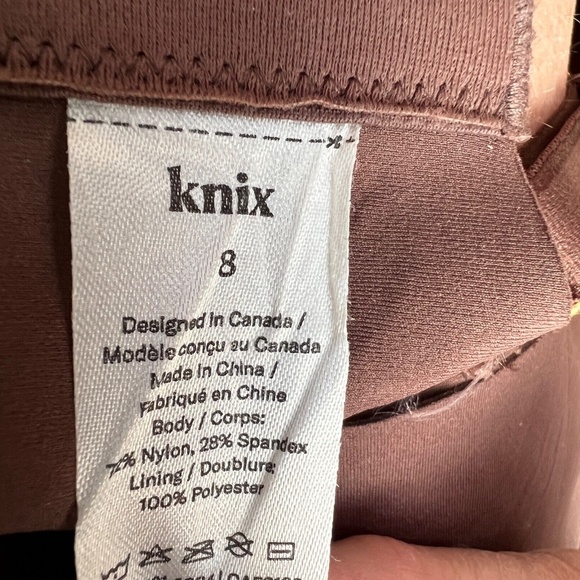 knix
8
Designed in Canada /
Modèle conçu au Canada
Made in China /
Fabriqué en Chine
Body / Corps:
72% Nylon, 28% Spandex
Lining / Doublure:
100% Polyester